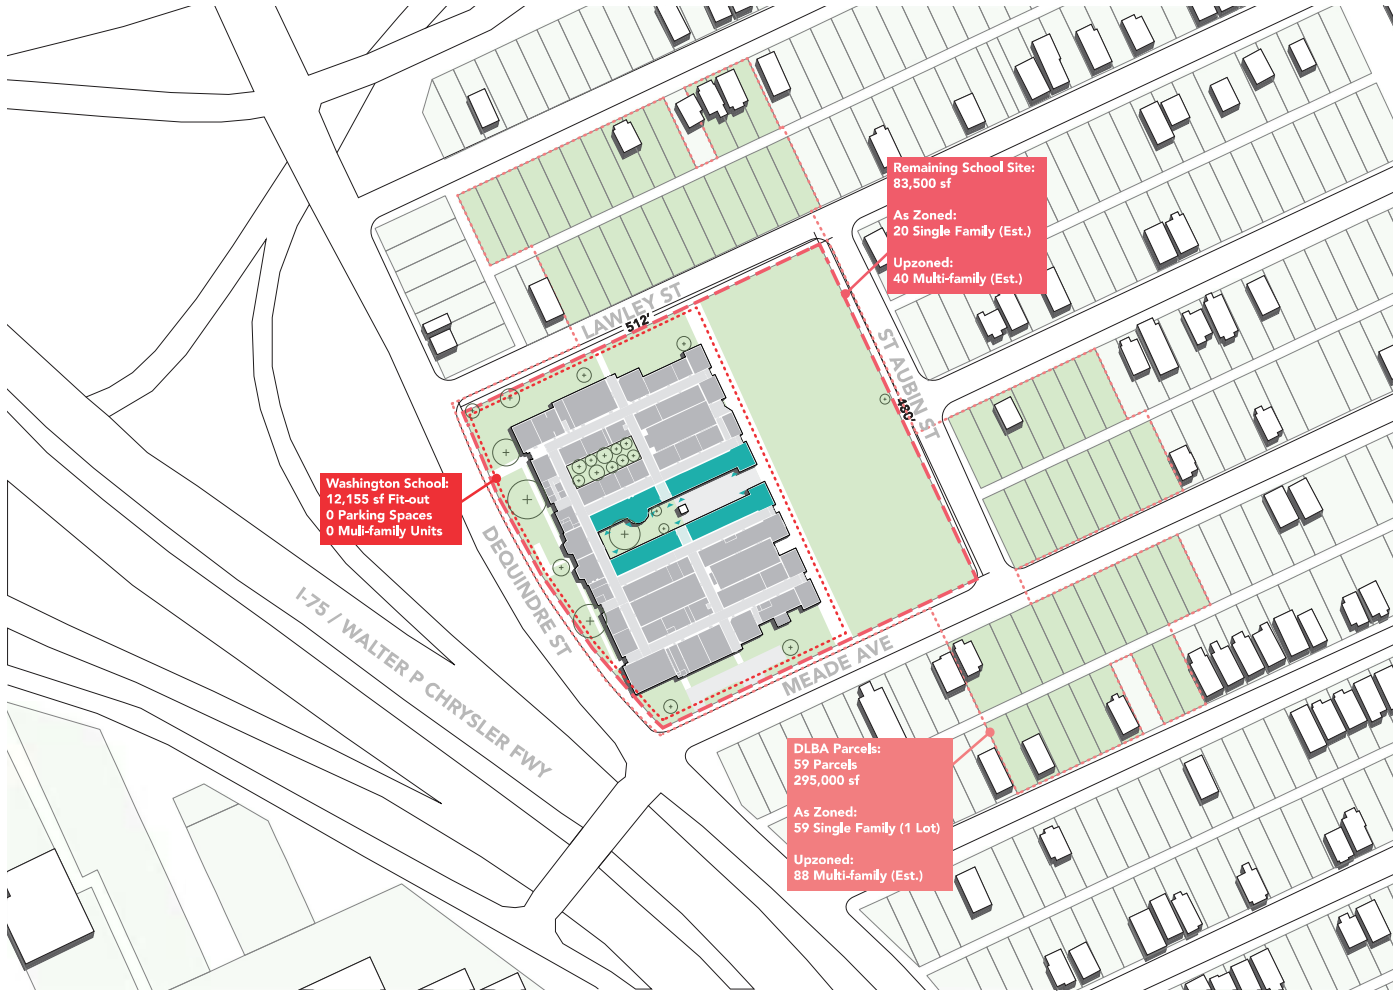 Remaining School Site:
83,500 sf
As Zoned:
20 Single Family (Est.)
Upzoned:
40 Multi-family (Est.)
LAWLEY ST
512'
ST AUBIN ST
480'
Washington School:
12,155 sf Fit-out
0 Parking Spaces
0 Muli-family Units
DEQUINDRE ST
I-75 / WALTER P CHRYSLER FWY
MEADE AVE
DLBA Parcels:
59 Parcels
295,000 sf
As Zoned:
59 Single Family (1 Lot)
Upzoned:
88 Multi-family (Est.)